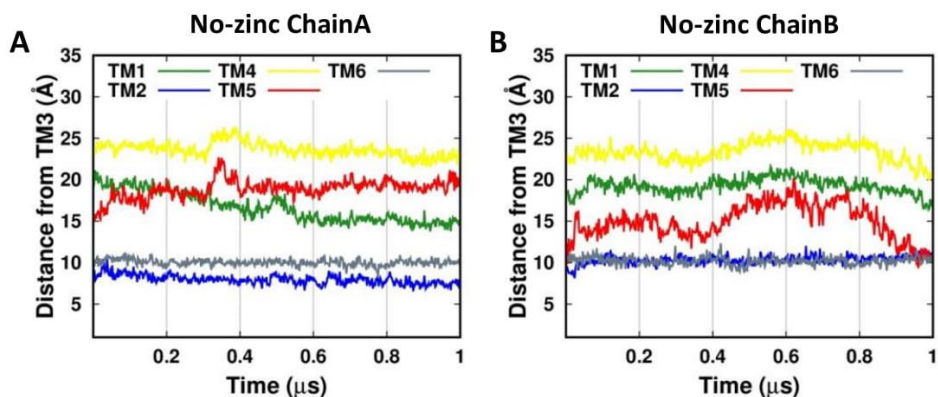 No-zinc ChainA
A
Distance from TM3 (Å)
35
30
25
20
15
10
5
TM1 TM4 TM6
TM2 TM5
0.2 0.4 0.6 0.8 1
Time (μs)
No-zinc ChainB
B
Distance from TM3 (Å)
35
30
25
20
15
10
5
TM1 TM4 TM6
TM2 TM5
0.2 0.4 0.6 0.8 1
Time (μs)